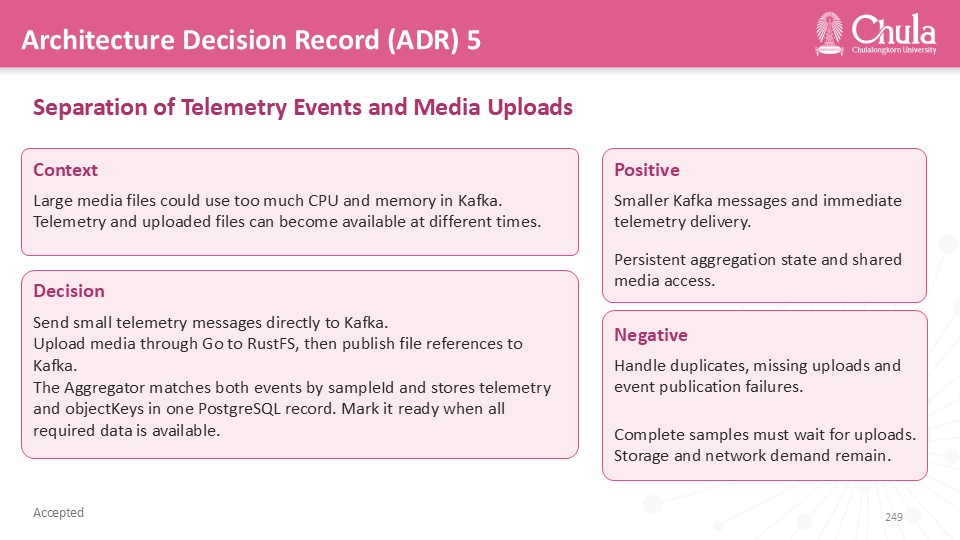 Architecture Decision Record (ADR) 5
Chula
Chulalongkorn University
Separation of Telemetry Events and Media Uploads
Context
Large media files could use too much CPU and memory in Kafka.
Telemetry and uploaded files can become available at different times.
Decision
Send small telemetry messages directly to Kafka.
Upload media through Go to RustFS, then publish file references to
Kafka.
The Aggregator matches both events by sampleId and stores telemetry
and objectKeys in one PostgreSQL record. Mark it ready when all
required data is available.
Positive
Smaller Kafka messages and immediate
telemetry delivery.
Persistent aggregation state and shared
media access.
Negative
Handle duplicates, missing uploads and
event publication failures.
Complete samples must wait for uploads.
Storage and network demand remain.
Accepted
249